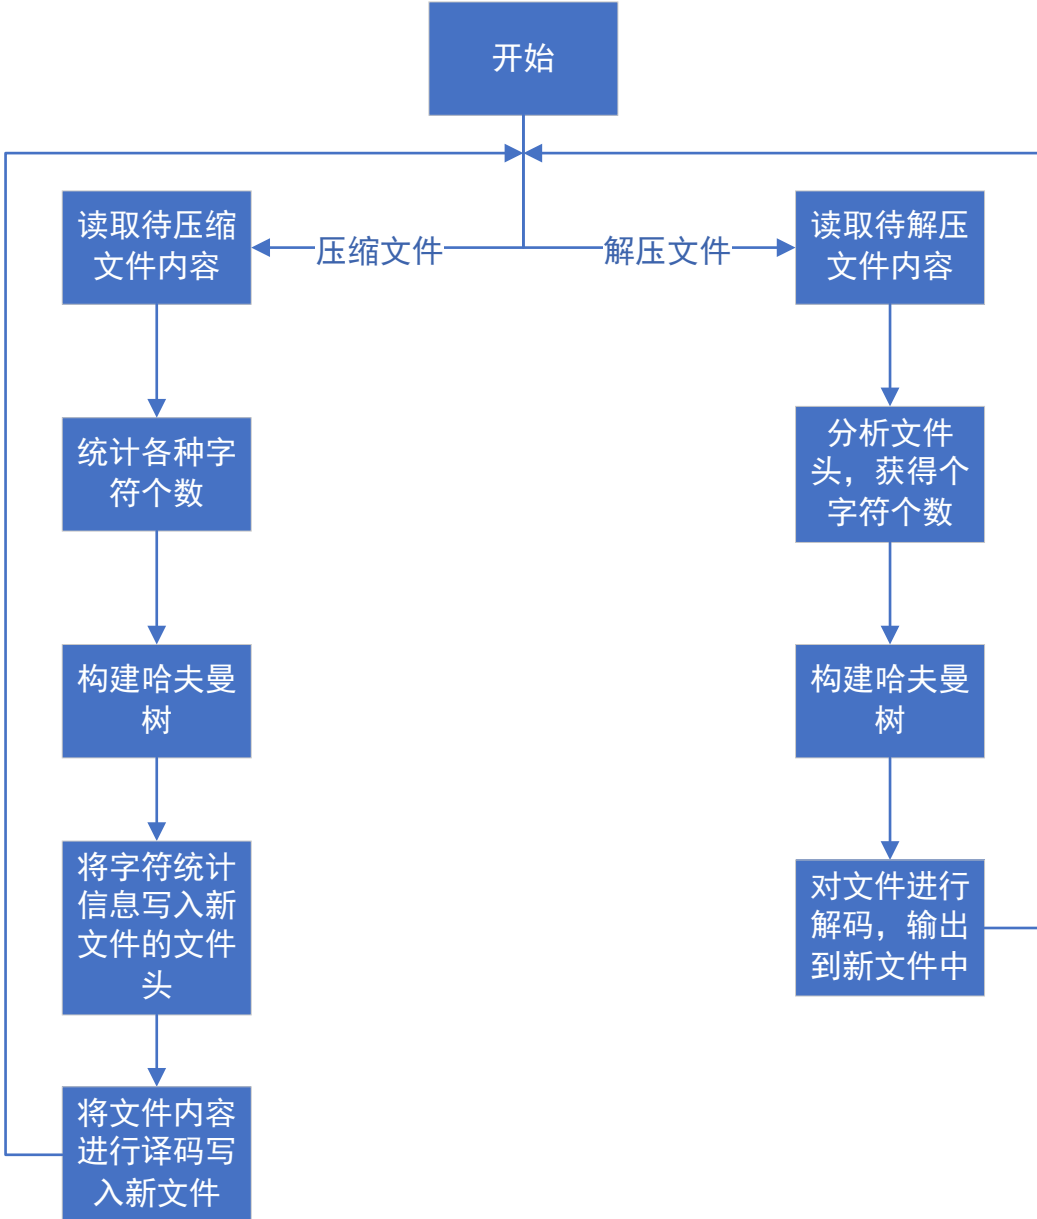 开始
读取待压缩
文件内容
压缩文件
解压文件
读取待解压
文件内容
统计各种字
符个数
分析文件
头，获得个
字符个数
构建哈夫曼
树
构建哈夫曼
树
将字符统计
信息写入新
文件的文件
头
对文件进行
解码，输出
到新文件中
将文件内容
进行译码写
入新文件